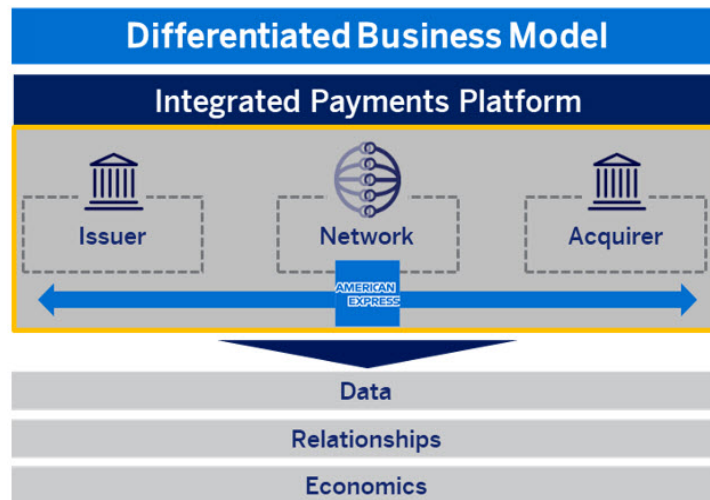 Differentiated Business Model
Integrated Payments Platform
Issuer
Network
Acquirer
AMERICAN
EXPRESS
Data
Relationships
Economics